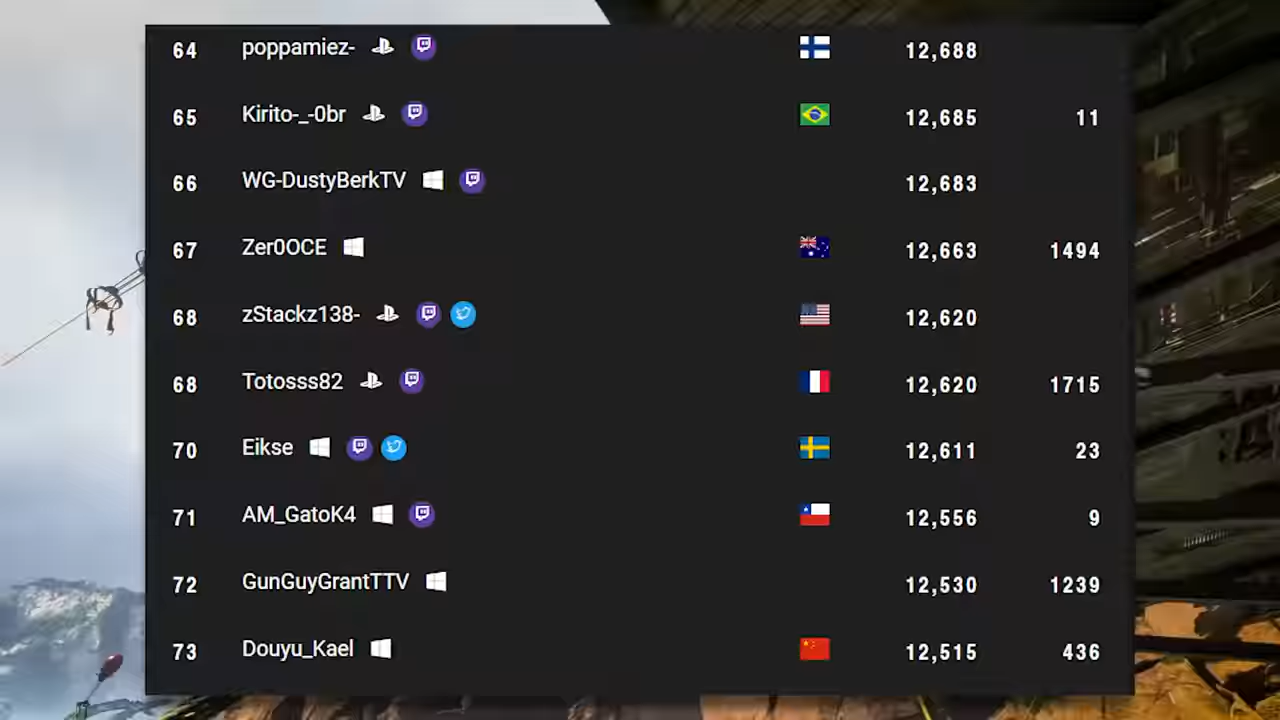 64 poppamiez- 12,688
65 Kirito-_-0br 12,685 11
66 WG-DustyBerkTV 12,683
67 Zer0OCE 12,663 1494
68 zStackz138- 12,620
68 Totosss82 12,620 1715
70 Eikse 12,611 23
71 AM_GatoK4 12,556 9
72 GunGuyGrantTTV 12,530 1239
73 Douyu_Kael 12,515 436